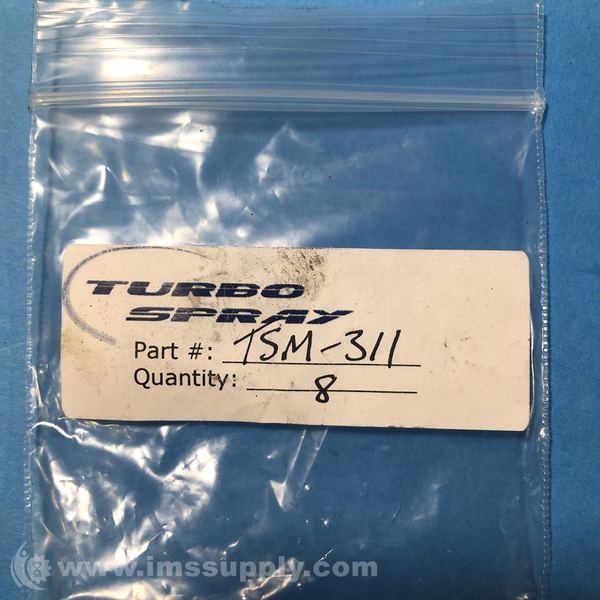 TURBO
SPRAY
Part #: TSM-311
Quantity: 8
www.imssupply.com